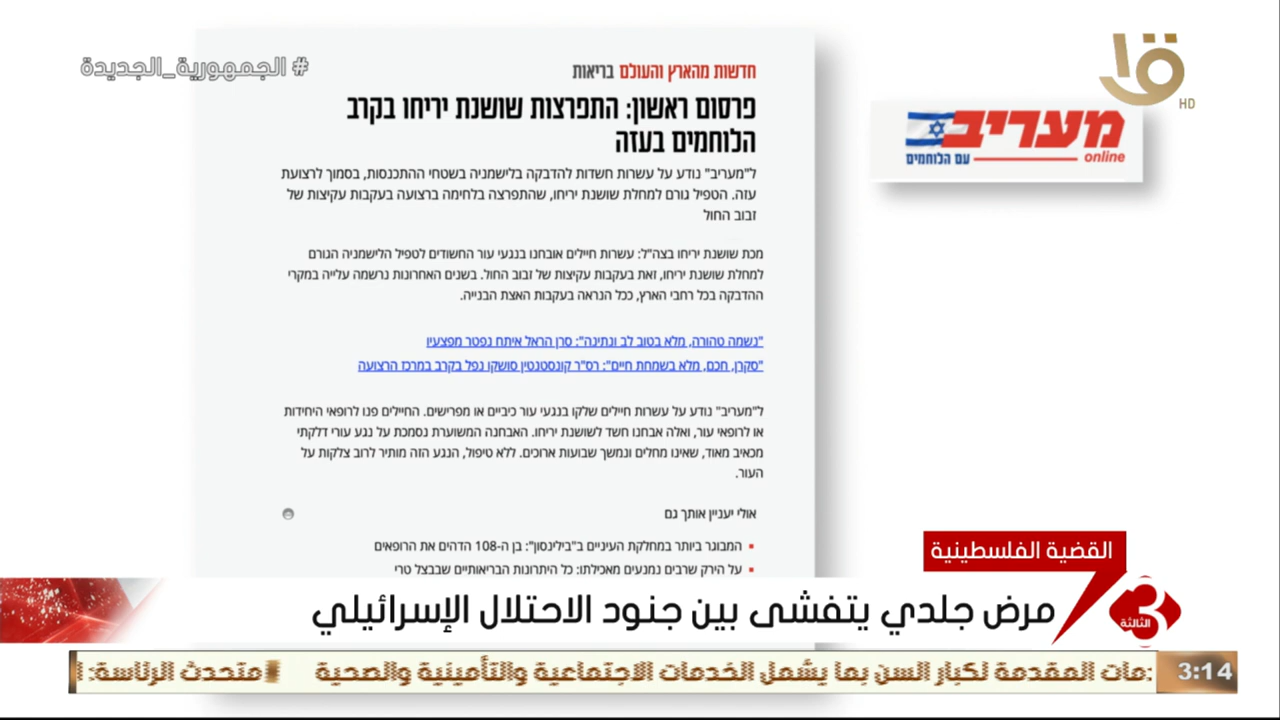 # الجمهورية_الجديدة
HD
חדשות מהארץ והעולם בריאות
פרסום ראשון: התפרצות שושנת יריחו בקרב
הלוחמים בעזה
ל"מעריב" נודע על עשרות חשדות להדבקה בלישמניה בשטחי ההתכנסות, בסמוך לרצועת
עזה. הטפיל גורם למחלת שושנת יריחו, שהתפרצה בלחימה ברצועה בעקבות עקיצות של
זבוב החול
מכת שושנת יריחו בצה"ל: עשרות חיילים אובחנו בנגעי עור החשודים לטפיל הלישמניה הגורם
למחלת שושנת יריחו, זאת בעקבות עקיצות של זבוב החול. בשנים האחרונות נרשמה עלייה במקרי
ההדבקה בכל רחבי הארץ, ככל הנראה בעקבות האצת הבנייה.
"נשמה טהורה, מלא בטוב לב ונתינה": סרן הראל איתח נפטר מפצעיו
"סקרן, חכם, מלא בשמחת חיים": רס"ר קונסטנטין סושקו נפל בקרב במרכז הרצועה
ל"מעריב" נודע על עשרות חיילים שלקו בנגעי עור כיביים או מפרישים. החיילים פנו לרופאי היחידות
או לרופאי עור, ואלה אבחנו חשד לשושנת יריחו. האבחנה המשוערת נסמכת על נגע עורי דלקתי
מכאיב מאוד, שאינו מחלים ונמשך שבועות ארוכים. ללא טיפול, הנגע הזה מותיר לרוב צלקות על
העור.
אולי יעניין אותך גם
המבוגר ביותר במחלקת העיניים ב"בילינסון": בן ה-108 הדהים את הרופאים
על הירק שרבים נמנעים מאכילתו: כל היתרונות הבריאותיים שבבצל טרי
מעריב
online
עם הלוחמים
القضية الفلسطينية
مرض جلدي يتفشى بين جنود الاحتلال الإسرائيلي
3
الثالثة
3:14
دمات المقدمة لكبار السن بما يشمل الخدمات الاجتماعية والتأمينية والصحية
متحدث الرئاسة: